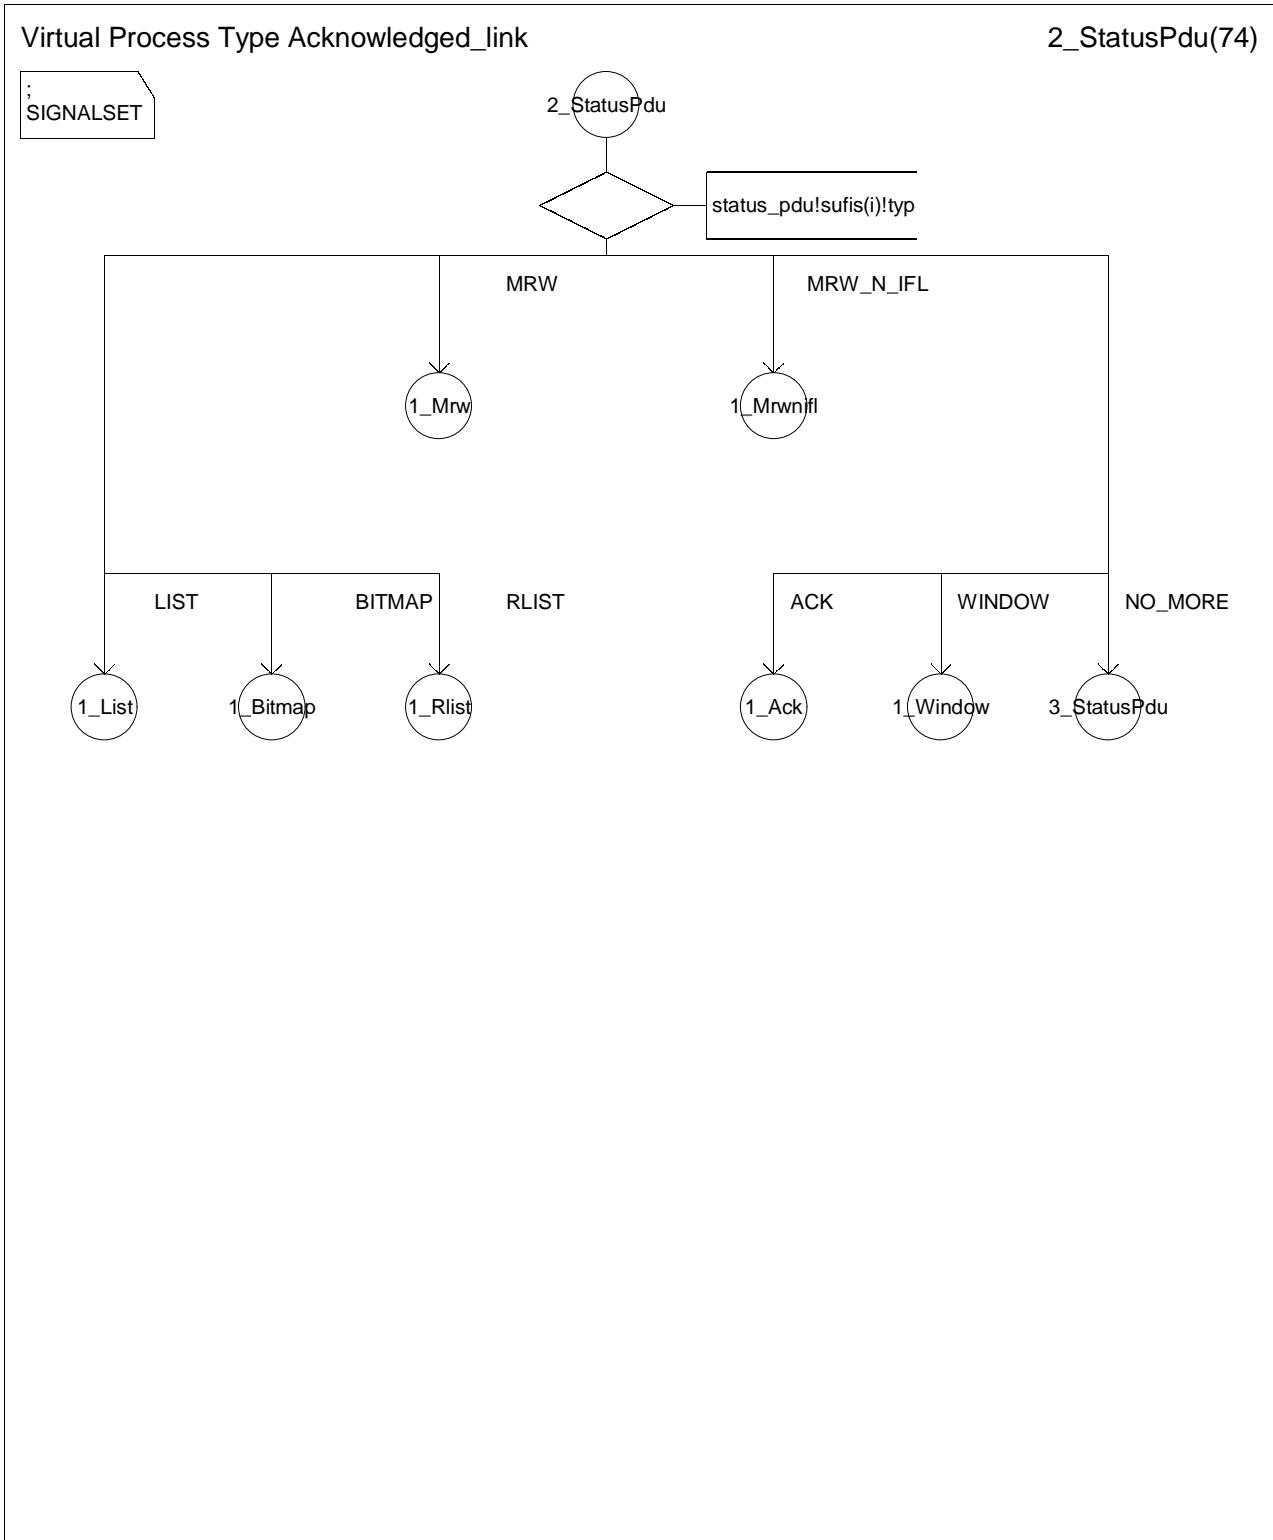 Virtual Process Type Acknowledged_link
2_StatusPdu(74)
;
SIGNALSET
2_StatusPdu
status_pdu!sufis(i)!typ
MRW
MRW_N_IFL
1_Mrw
1_Mrwnifl
LIST
BITMAP
RLIST
ACK
WINDOW
NO_MORE
1_List
1_Bitmap
1_Rlist
1_Ack
1_Window
3_StatusPdu